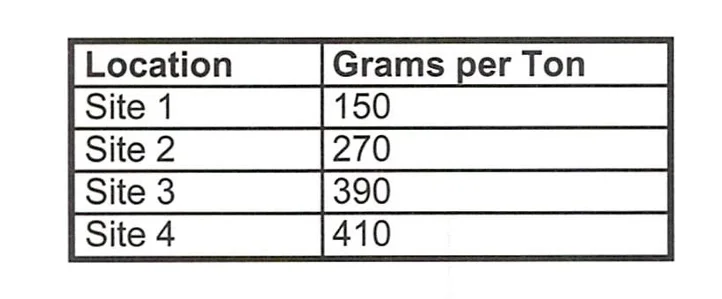 Location Grams per Ton
Site 1 150
Site 2 270
Site 3 390
Site 4 410